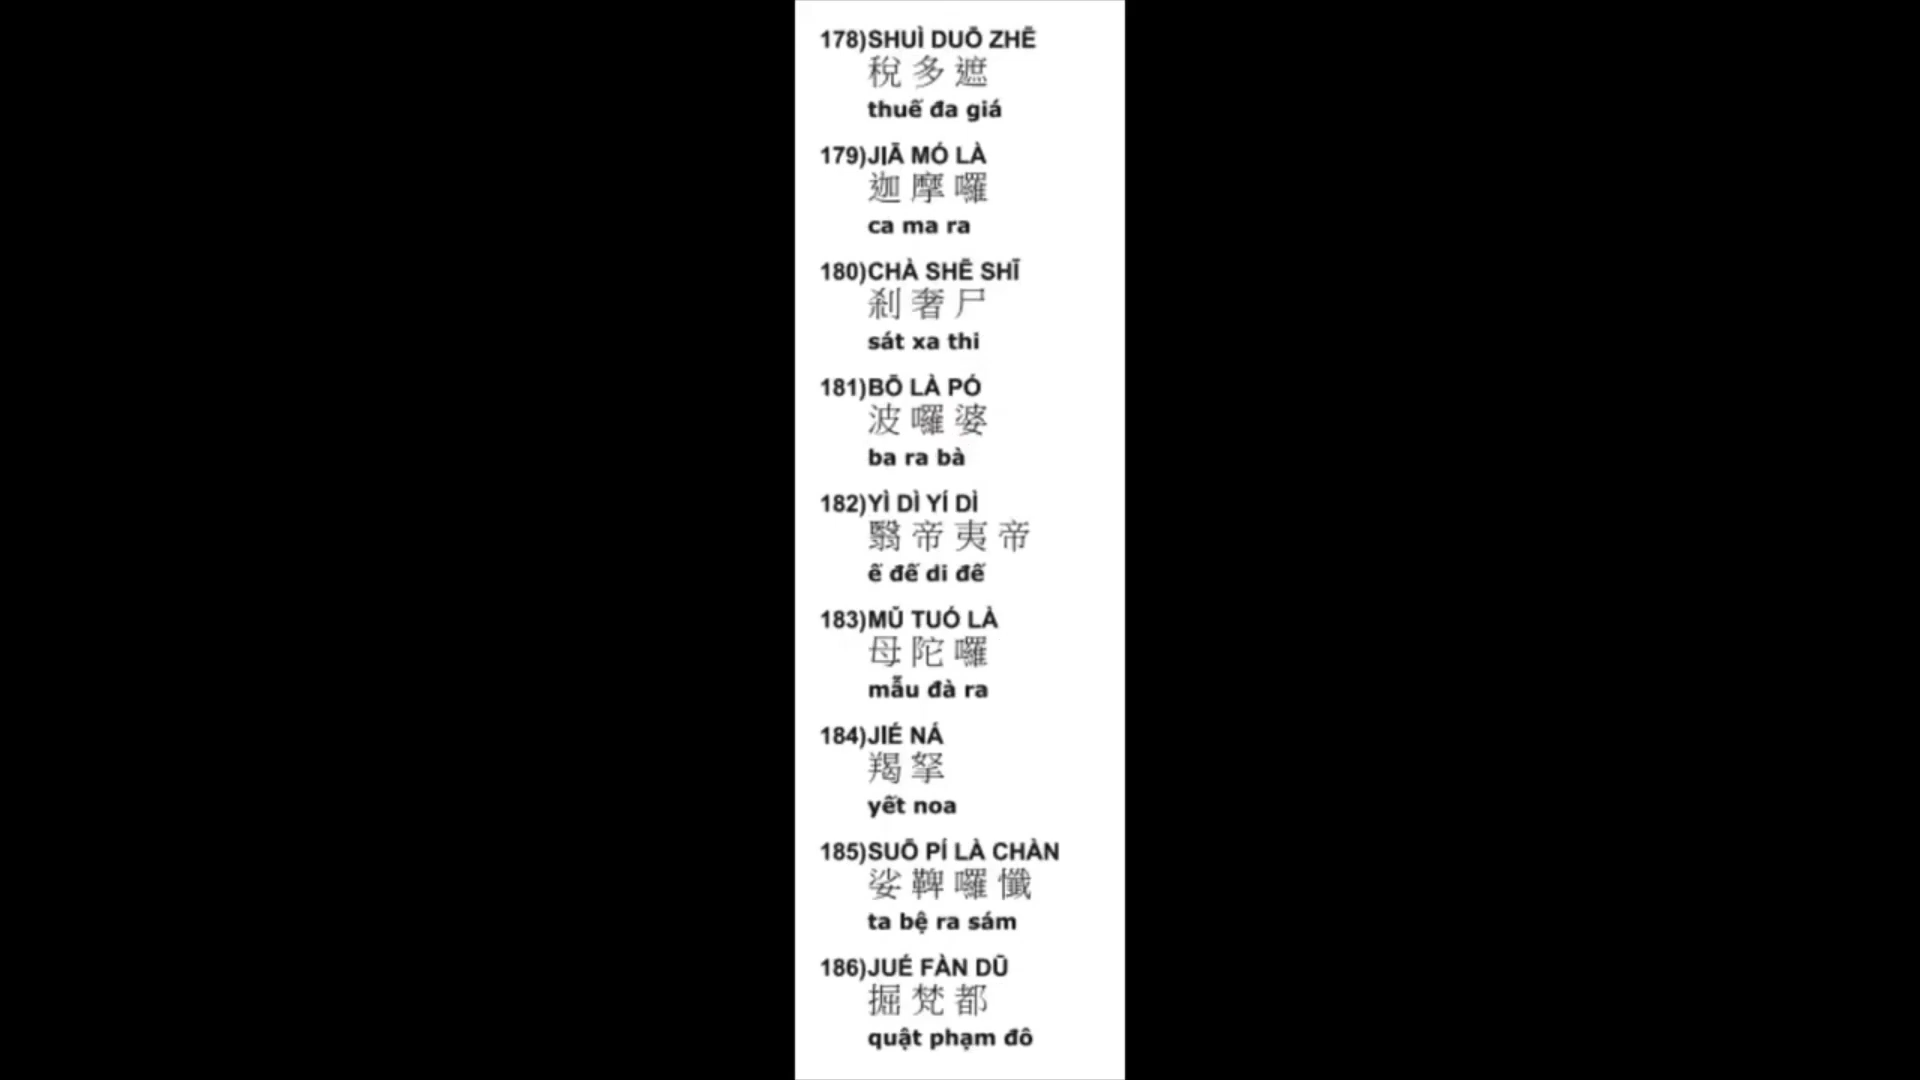 178)SHUÌ DUŌ ZHĒ
稅 多 遮
thuế đa giá
179)JIĀ MÓ LÀ
迦 摩 囉
ca ma ra
180)CHÀ SHĒ SHĪ
剎 奢 尸
sát xa thi
181)BŌ LÀ PÓ
波 囉 婆
ba ra bà
182)YÌ DÌ YÍ DÌ
翳 帝 夷 帝
ế đế di đế
183)MǓ TUÓ LÀ
母 陀 囉
mẫu đà ra
184)JIÉ NÁ
羯 拏
yết noa
185)SUŌ PÍ LÀ CHÀN
娑 鞞 囉 懺
ta bệ ra sám
186)JUÉ FÀN DŪ
掘 梵 都
quật phạm đô